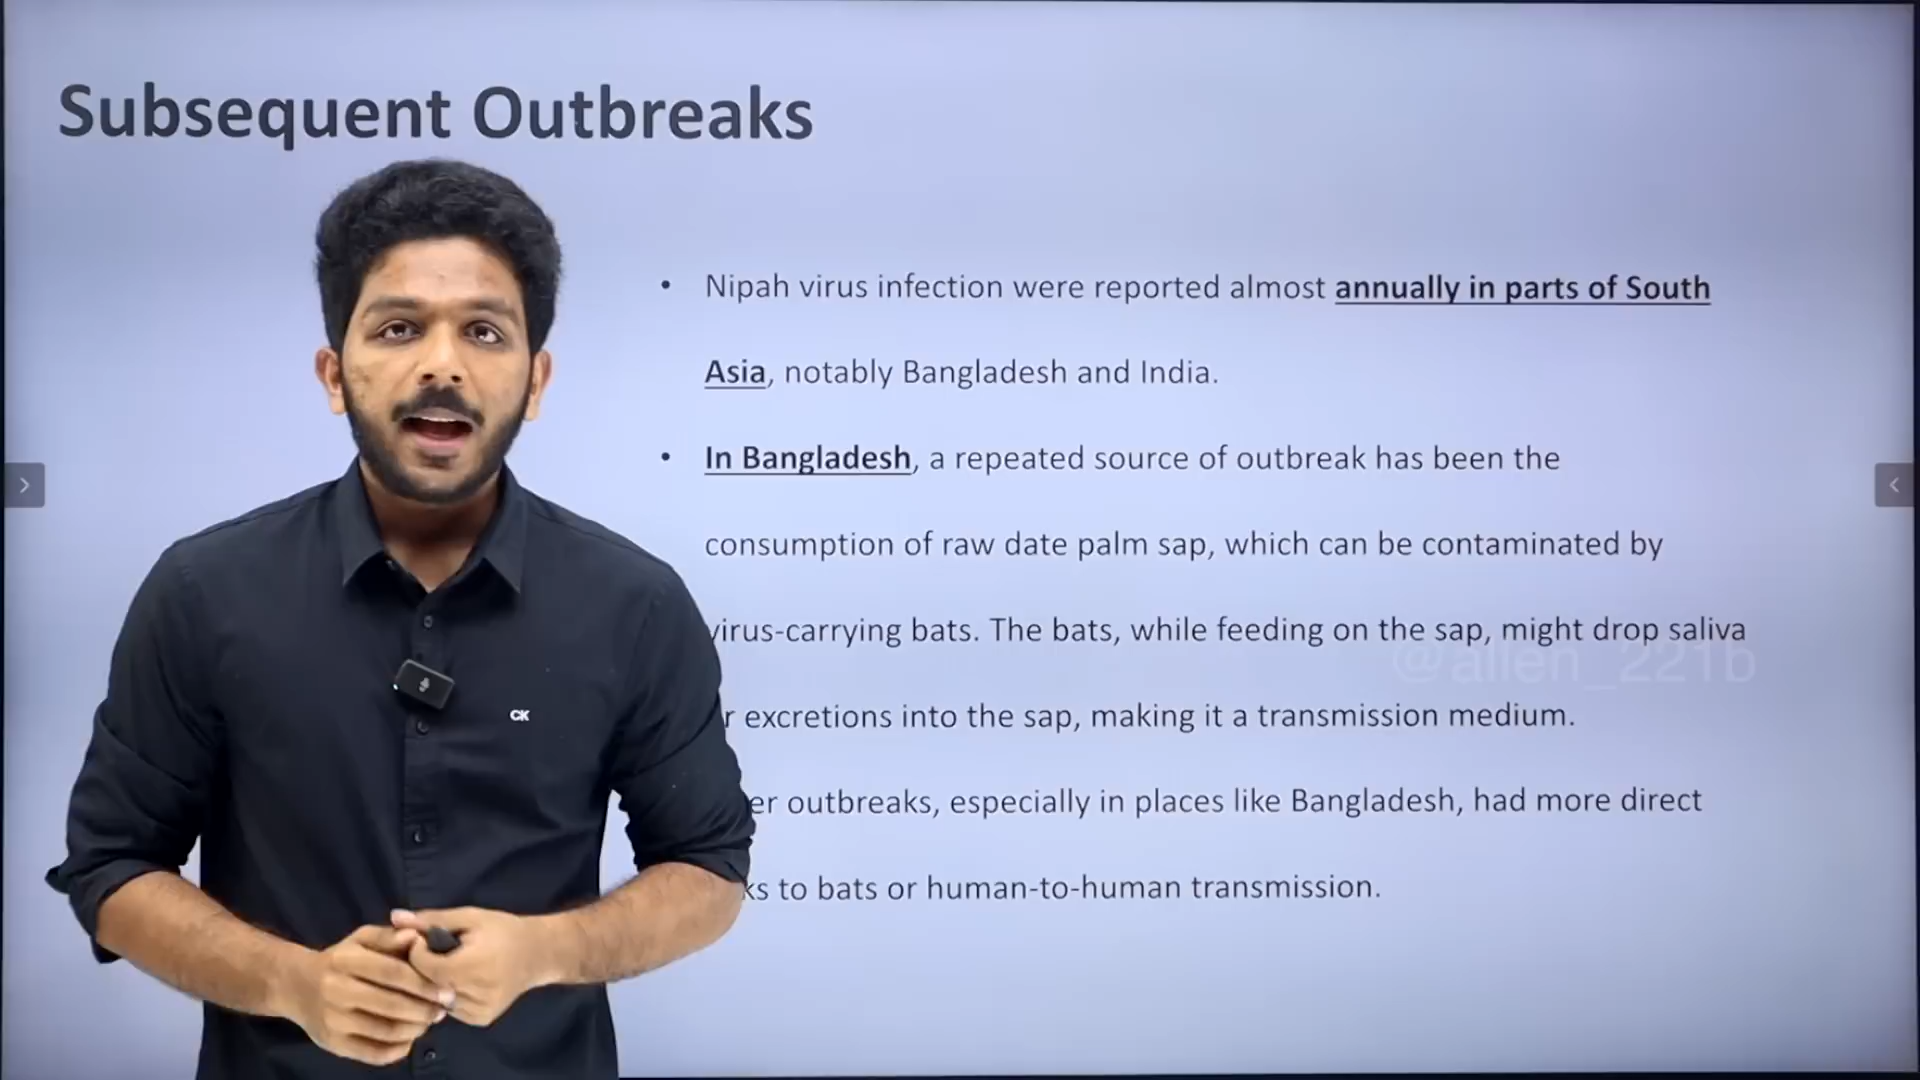 Subsequent Outbreaks
• Nipah virus infection were reported almost annually in parts of South
Asia, notably Bangladesh and India.
• In Bangladesh, a repeated source of outbreak has been the
consumption of raw date palm sap, which can be contaminated by
virus-carrying bats. The bats, while feeding on the sap, might drop saliva
@allen_221b
r excretions into the sap, making it a transmission medium.
er outbreaks, especially in places like Bangladesh, had more direct
ks to bats or human-to-human transmission.
CK